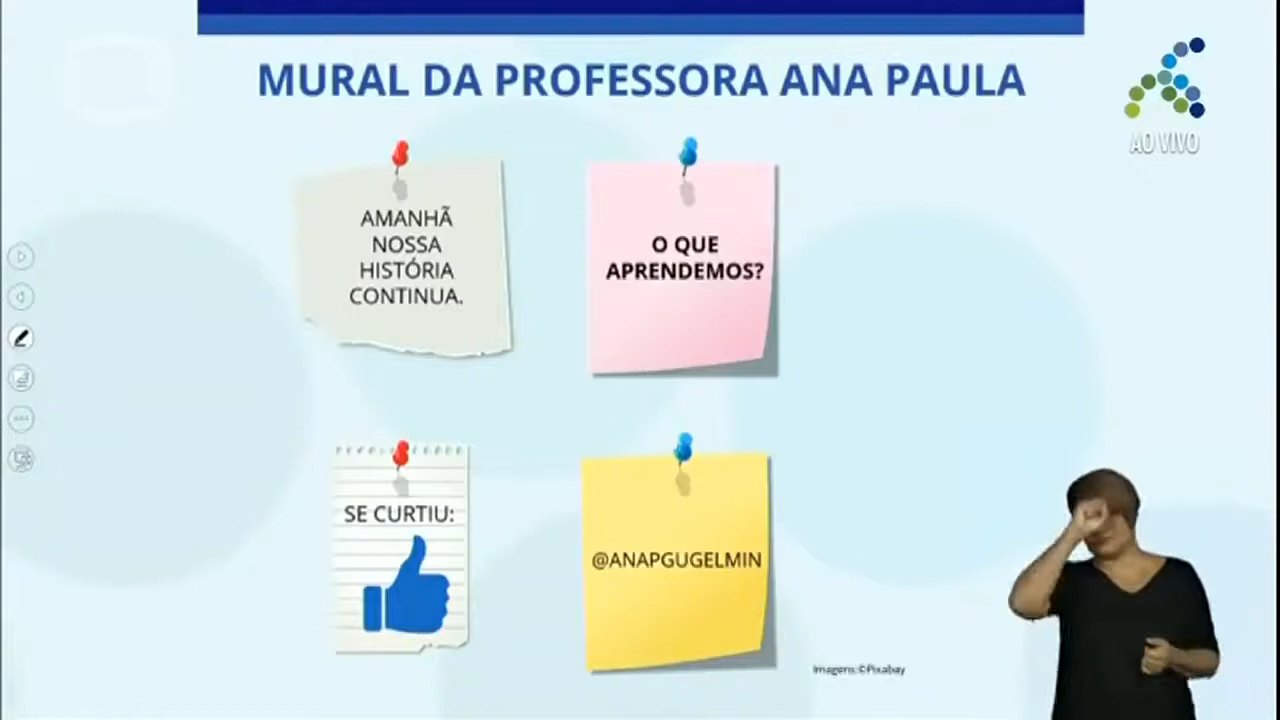 MURAL DA PROFESSORA ANA PAULA
AO VIVO
AMANHÃ
NOSSA
HISTÓRIA
CONTINUA.
O QUE
APRENDEMOS?
SE CURTIU:
@ANAPGUGELMIN
Imagens:©Pixabay